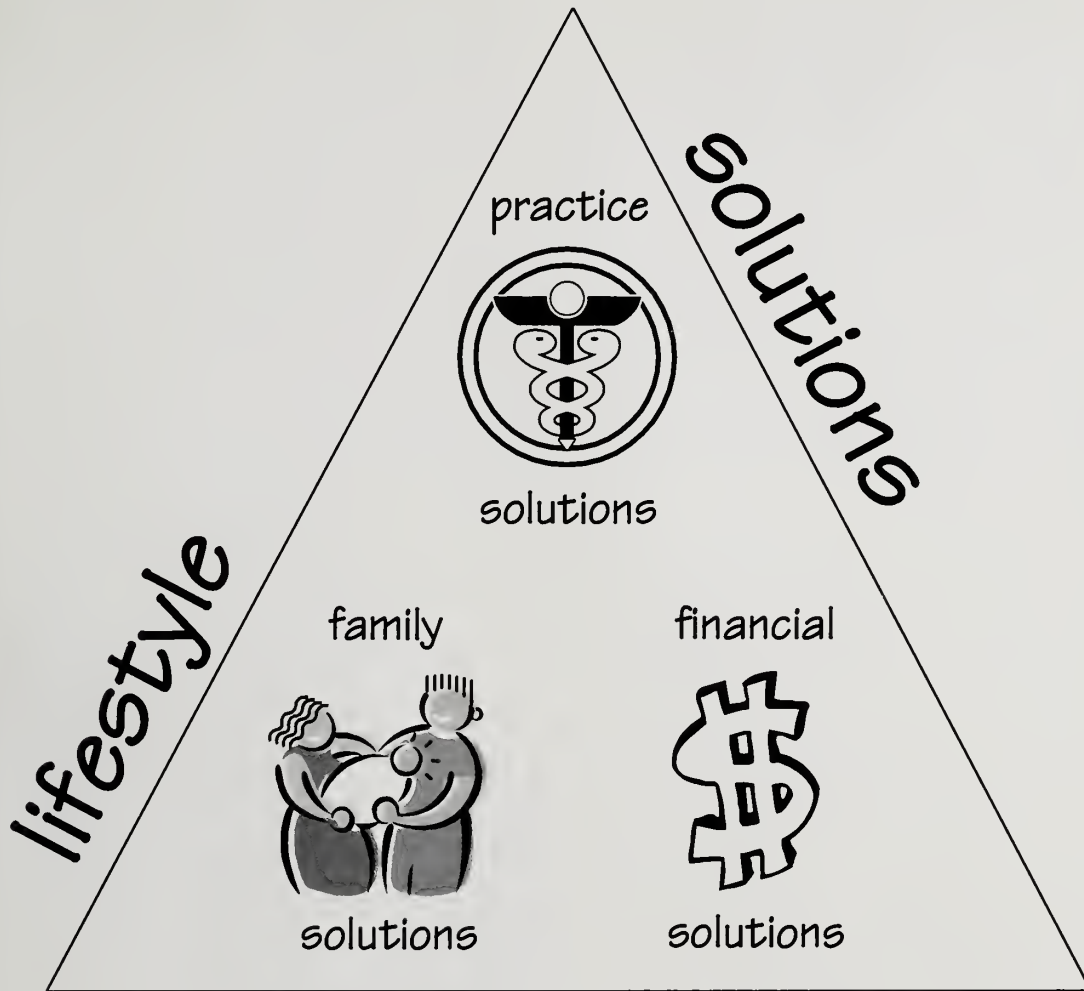 lifestyle
solutions
practice
solutions
family
solutions
financial
solutions